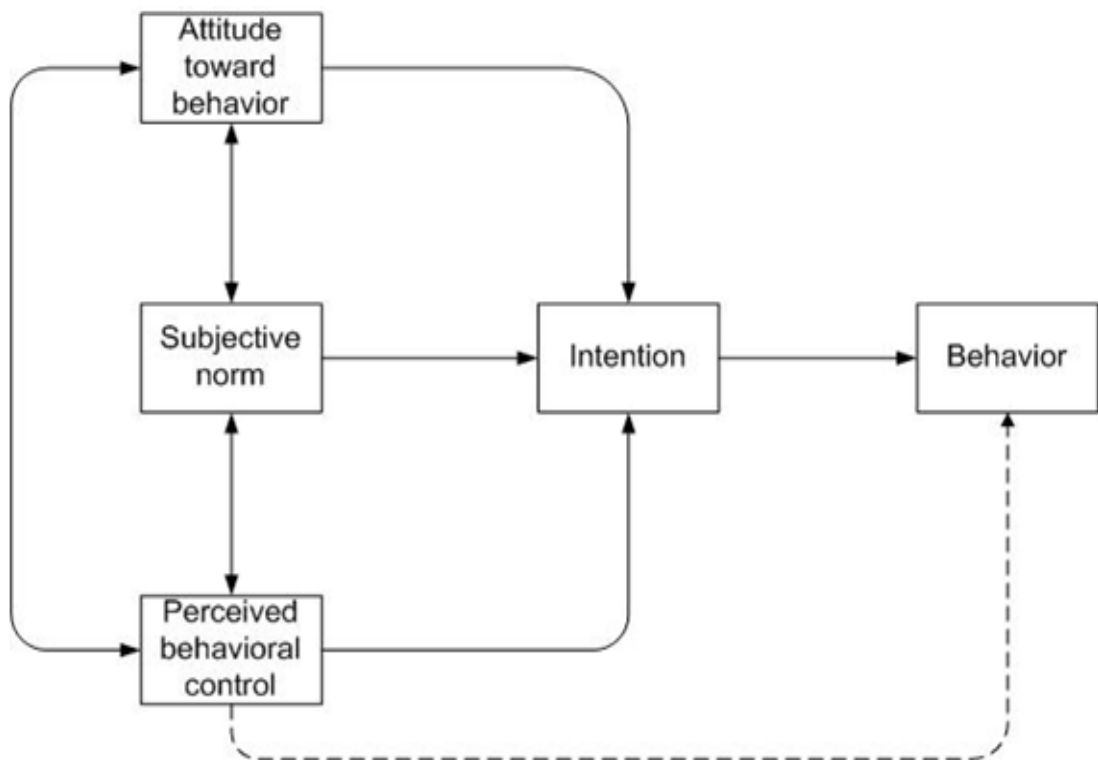 Attitude
toward
behavior
Subjective
norm
Intention
Behavior
Perceived
behavioral
control